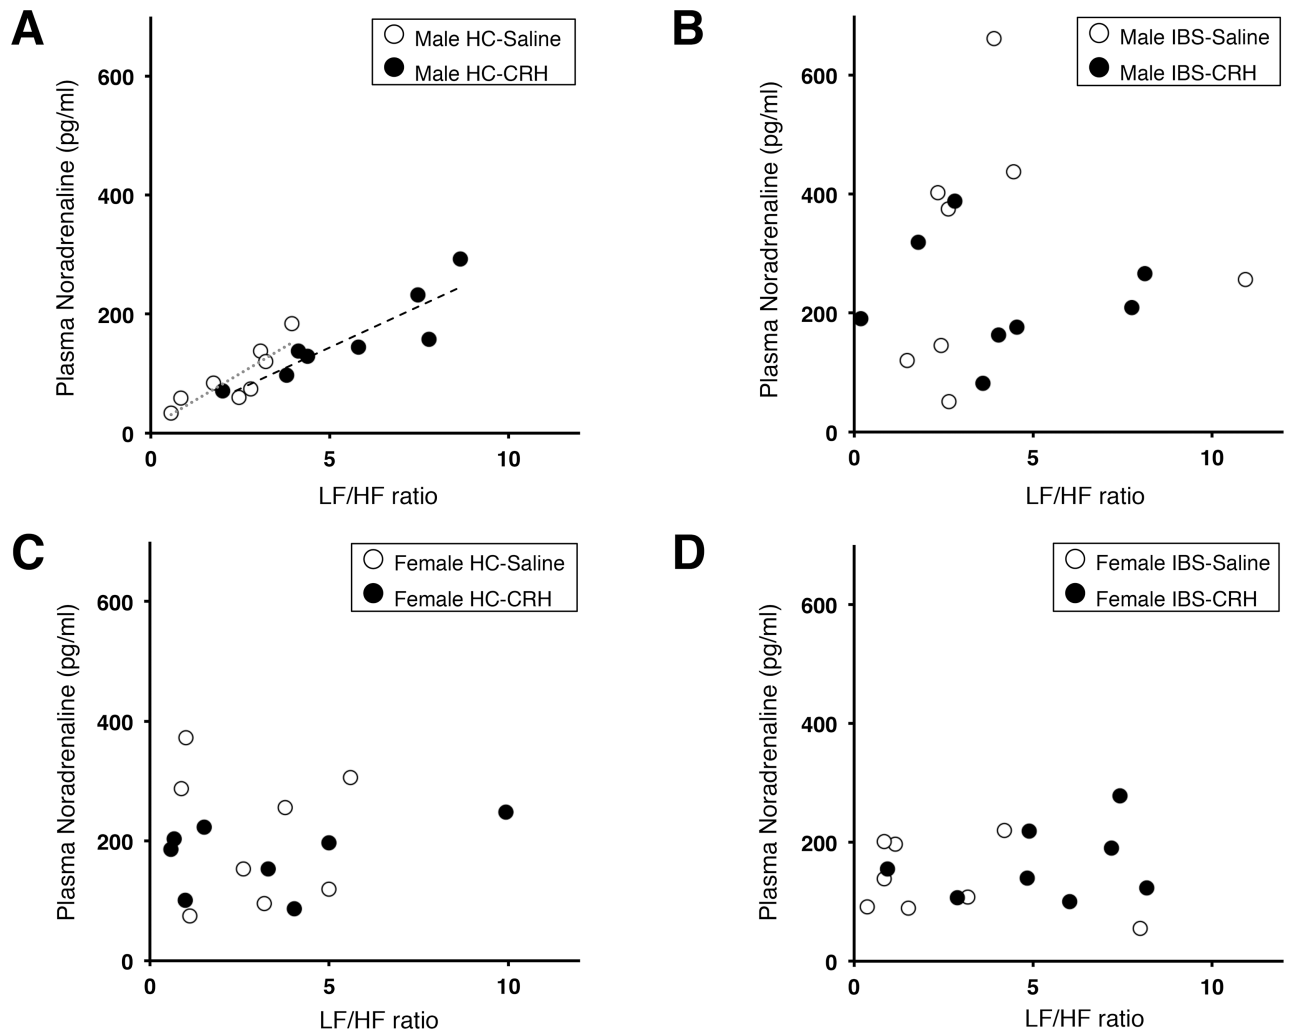 A
Male HC-Saline
Male HC-CRH
Plasma Noradrenaline (pg/ml)
600
400
200
0
0 5 10
LF/HF ratio
B
Male IBS-Saline
Male IBS-CRH
Plasma Noradrenaline (pg/ml)
600
400
200
0
0 5 10
LF/HF ratio
C
Female HC-Saline
Female HC-CRH
Plasma Noradrenaline (pg/ml)
600
400
200
0
0 5 10
LF/HF ratio
D
Female IBS-Saline
Female IBS-CRH
Plasma Noradrenaline (pg/ml)
600
400
200
0
0 5 10
LF/HF ratio